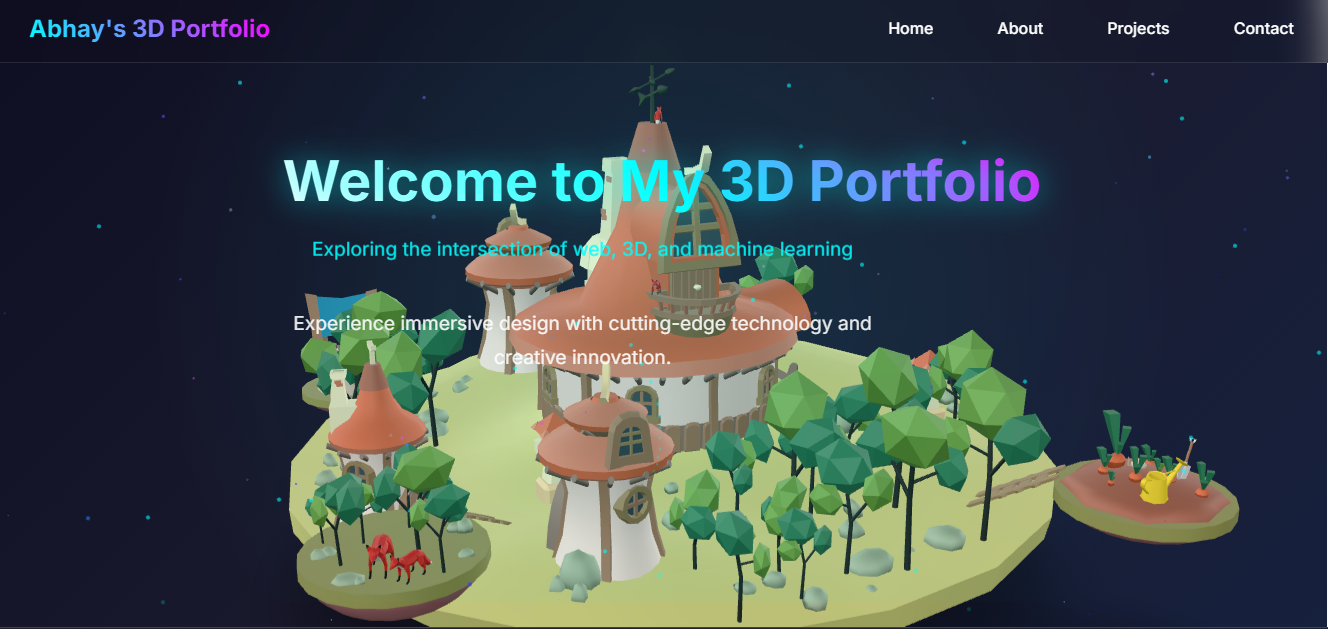 Abhay's 3D Portfolio
Home About Projects Contact
Welcome to My 3D Portfolio
Exploring the intersection of web, 3D, and machine learning
Experience immersive design with cutting-edge technology and
creative innovation.